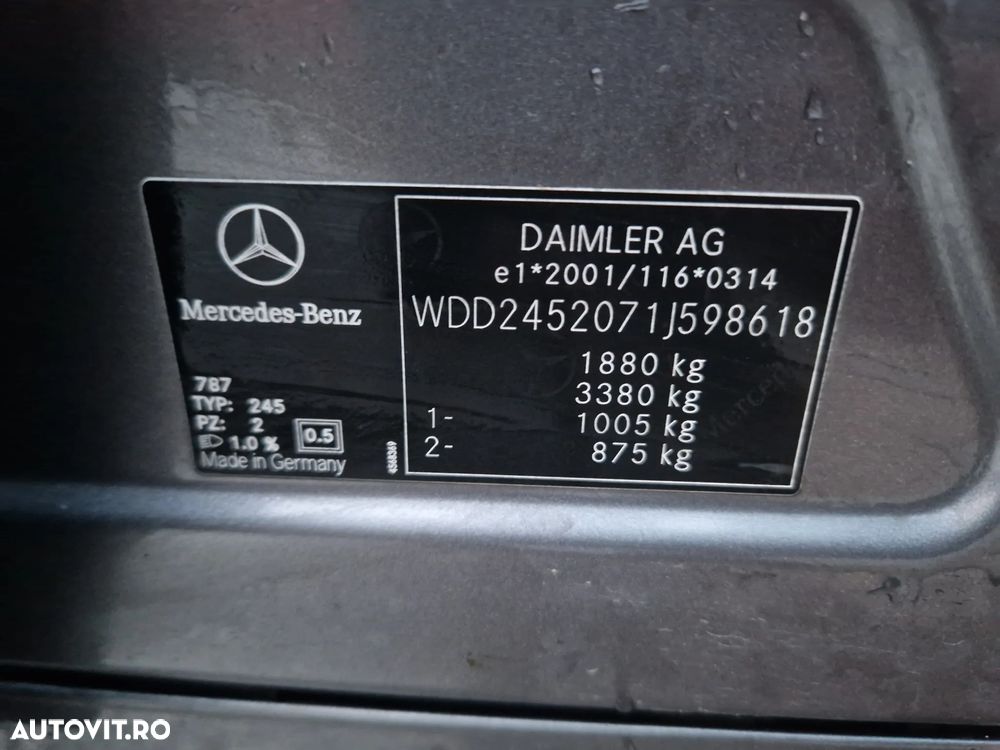 Mercedes-Benz
787
TYP: 245
PZ: 2
1.0 %
0.5
Made in Germany
4568369
DAIMLER AG
e1*2001/116*0314
WDD2452071J598618
1880 kg
3380 kg
1- 1005 kg
2- 875 kg
AUTOVIT.RO